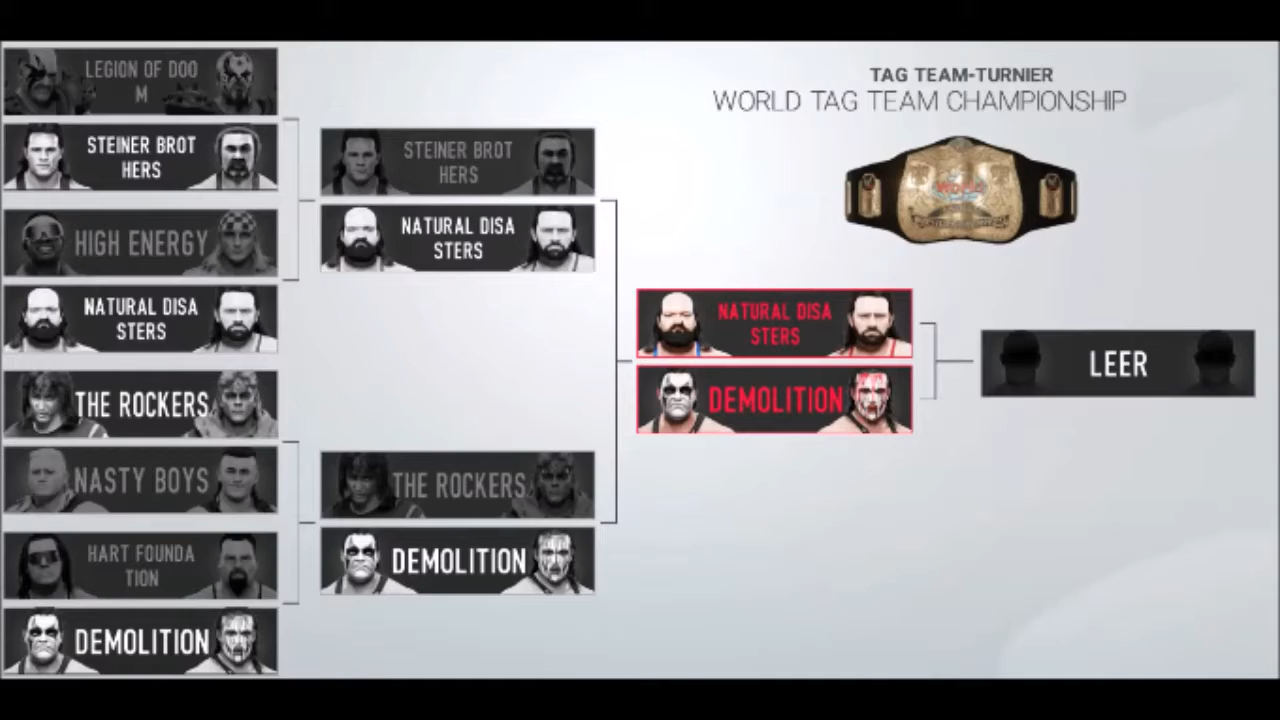 LEGION OF DOO
M
STEINER BROT
HERS
HIGH ENERGY
NATURAL DISA
STERS
THE ROCKERS
NASTY BOYS
HART FOUNDA
TION
DEMOLITION
STEINER BROT
HERS
NATURAL DISA
STERS
THE ROCKERS
DEMOLITION
NATURAL DISA
STERS
DEMOLITION
TAG TEAM-TURNIER
WORLD TAG TEAM CHAMPIONSHIP
LEER